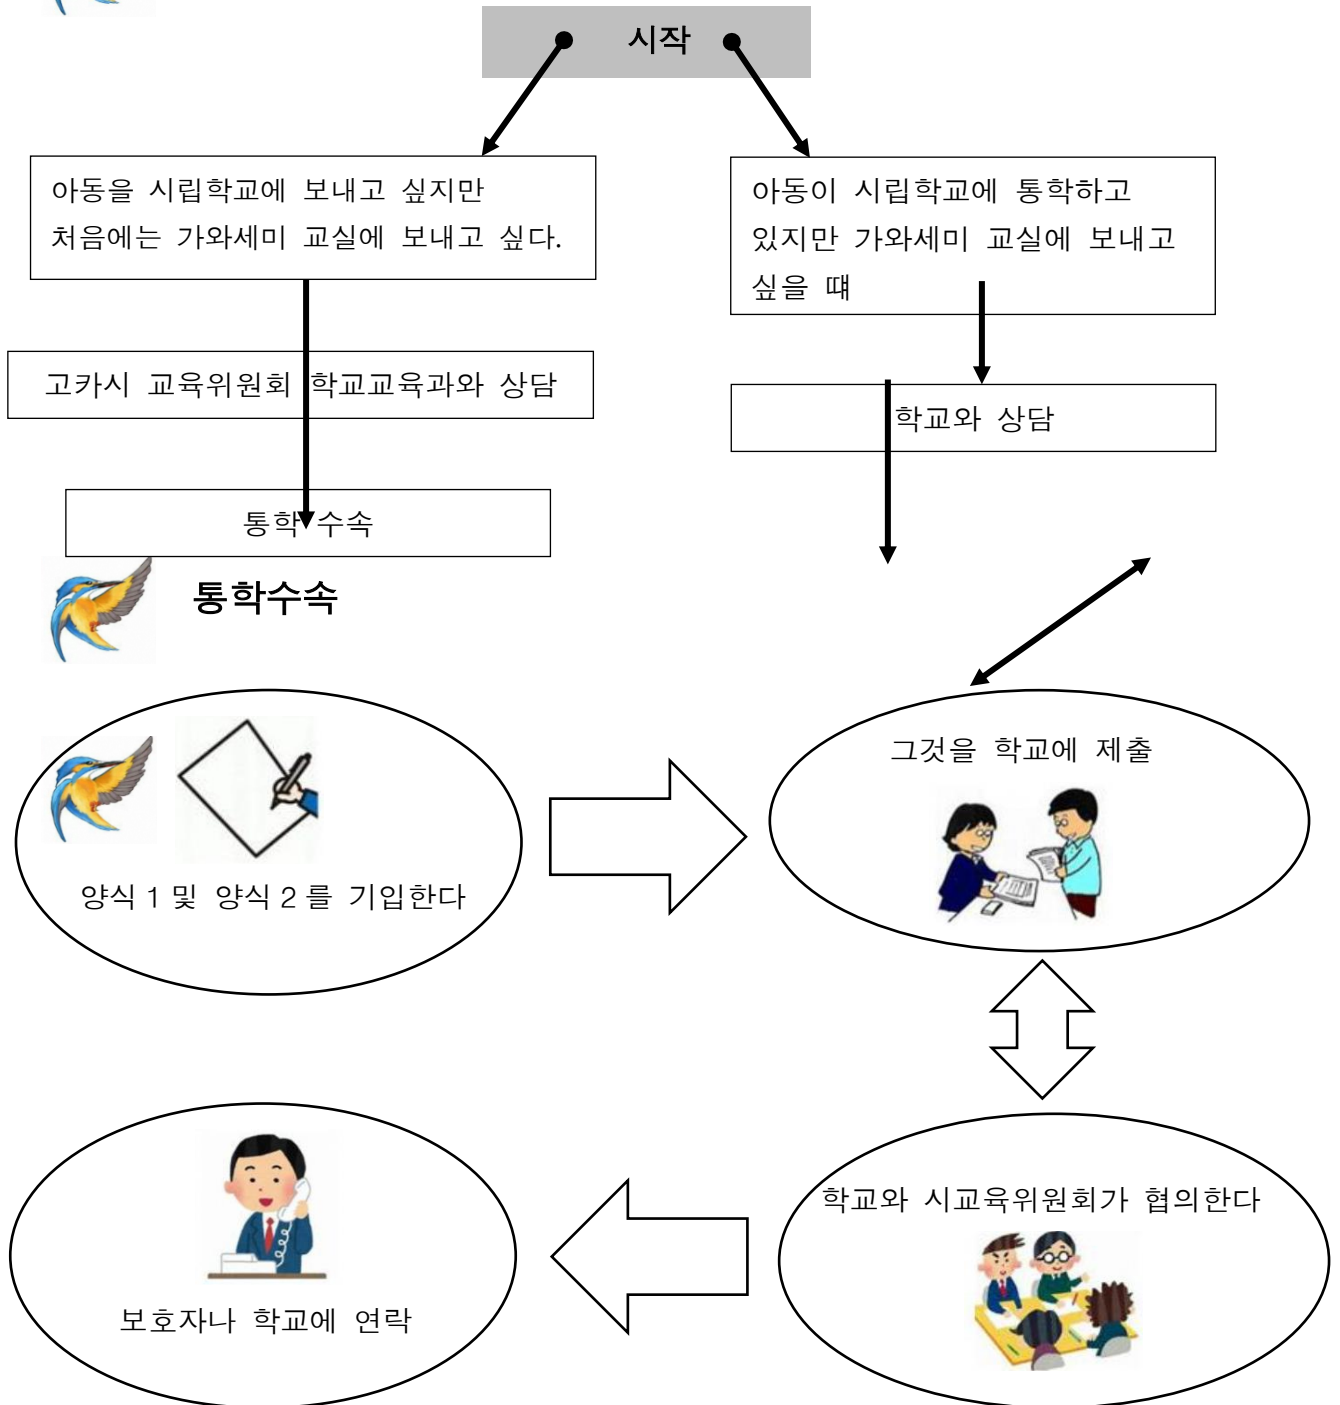 시작
아동을 시립학교에 보내고 싶지만
처음에는 가와세미 교실에 보내고 싶다.
아동이 시립학교에 통학하고
있지만 가와세미 교실에 보내고
싶을 떄
고카시 교육위원회 학교교육과와 상담
학교와 상담
통학 수속
통학수속
그것을 학교에 제출
양식 1 및 양식 2 를 기입한다
학교와 시교육위원회가 협의한다
보호자나 학교에 연락